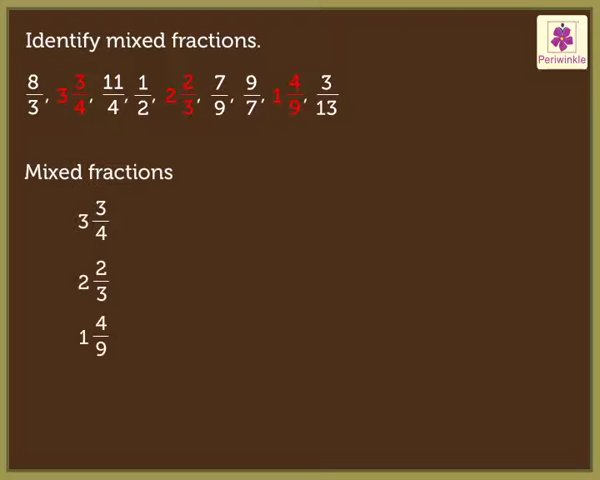 Identify mixed fractions.
Periwinkle
8/3, 3 3/4, 11/4, 1/2, 2 2/3, 7/9, 9/7, 1 4/9, 3/13
Mixed fractions
3 3/4
2 2/3
1 4/9